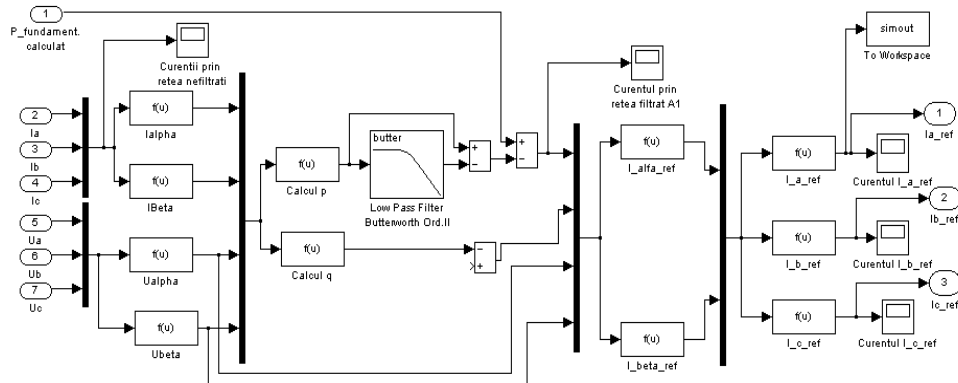 1
P_fundament.
calculat
Curentii prin
retea nefiltrati
simout
To Workspace
Curentul prin
retea filtrat A1
2
Ia
3
Ib
4
Ic
5
Ua
6
Ub
7
Uc
f(u)
Ialpha
f(u)
IBeta
f(u)
Ualpha
f(u)
Ubeta
f(u)
Calcul p
butter
Low Pass Filter
Butterworth Ord.II
f(u)
Calcul q
+
−
+
−
−
+
f(u)
I_alfa_ref
f(u)
I_beta_ref
f(u)
I_a_ref
f(u)
I_b_ref
f(u)
I_c_ref
1
Ia_ref
Curentul I_a_ref
2
Ib_ref
Curentul I_b_ref
3
Ic_ref
Curentul I_c_ref